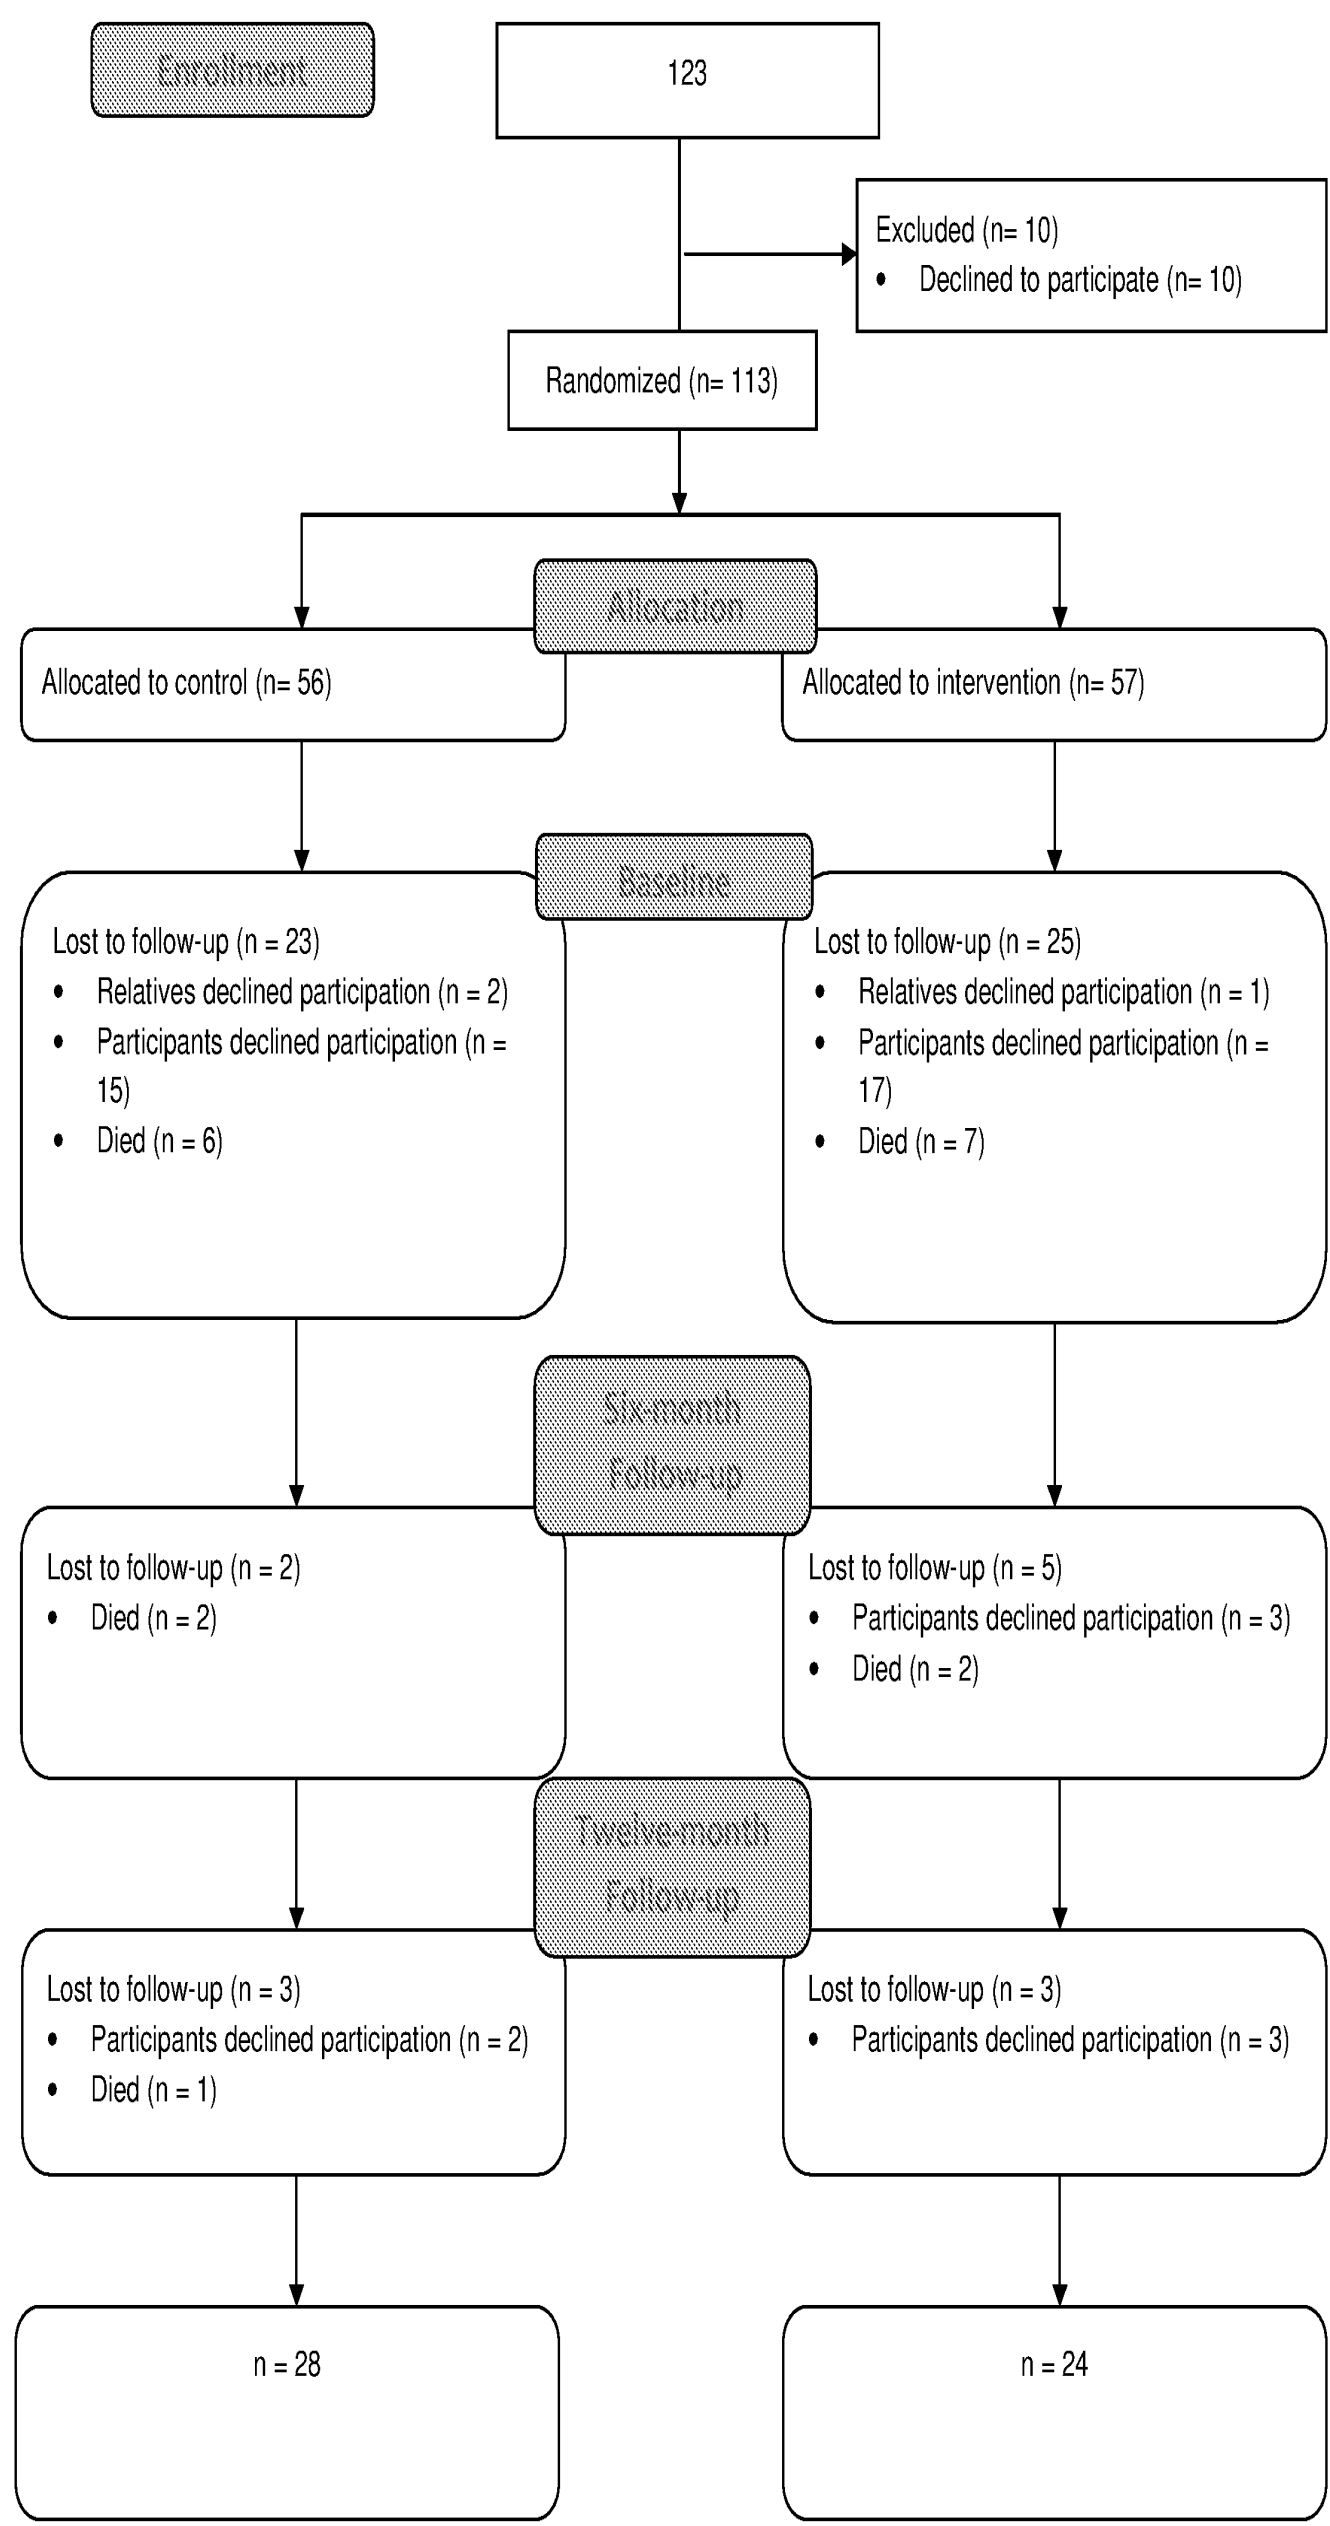 Enrollment
123
Excluded (n= 10)
• Declined to participate (n= 10)
Randomized (n= 113)
Allocation
Allocated to control (n= 56)
Allocated to intervention (n= 57)
Baseline
Lost to follow-up (n = 23)
• Relatives declined participation (n = 2)
• Participants declined participation (n =
15)
• Died (n = 6)
Lost to follow-up (n = 25)
• Relatives declined participation (n = 1)
• Participants declined participation (n =
17)
• Died (n = 7)
Six-month
Follow-up
Lost to follow-up (n = 2)
• Died (n = 2)
Lost to follow-up (n = 5)
• Participants declined participation (n = 3)
• Died (n = 2)
Twelve-month
Follow-up
Lost to follow-up (n = 3)
• Participants declined participation (n = 2)
• Died (n = 1)
Lost to follow-up (n = 3)
• Participants declined participation (n = 3)
n = 28
n = 24